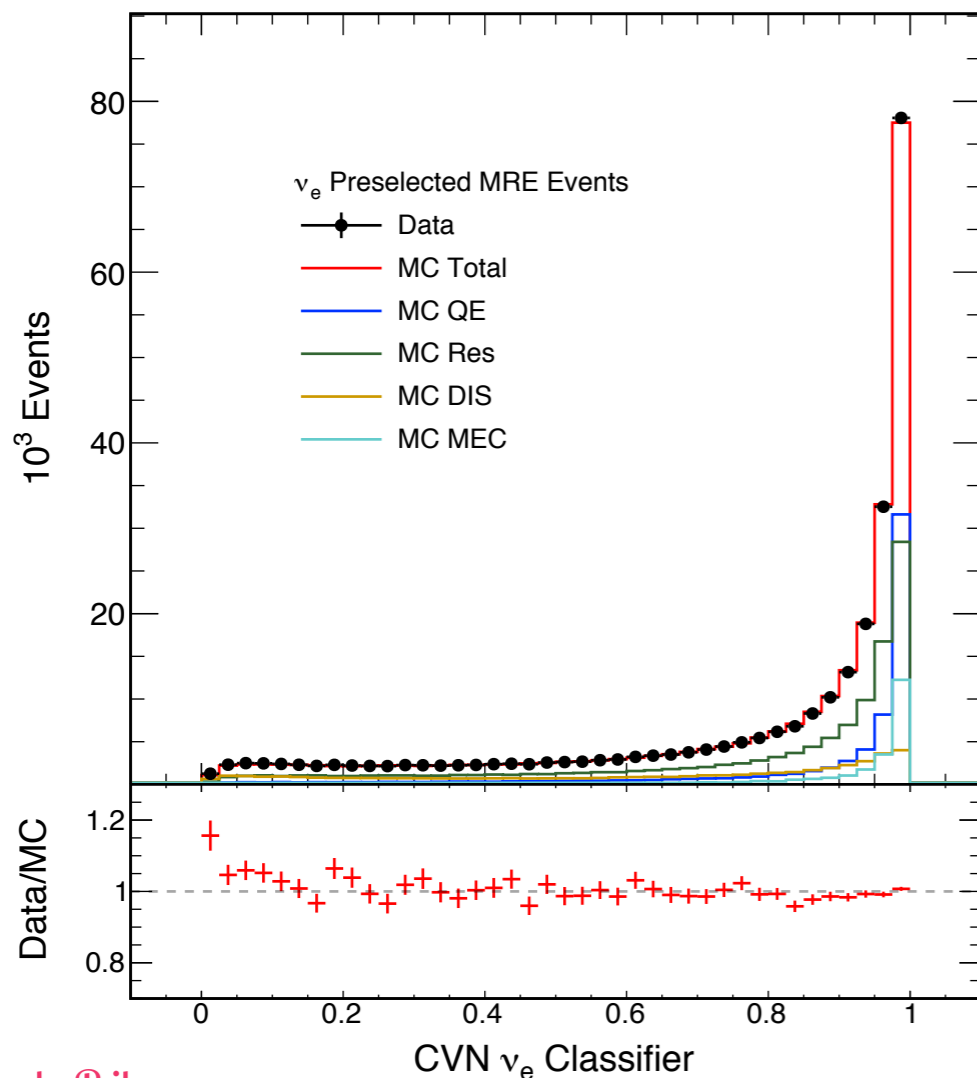 80
60
40
20
10³ Events
νₑ Preselected MRE Events
Data
MC Total
MC QE
MC Res
MC DIS
MC MEC
1.2
1
0.8
Data/MC
0 0.2 0.4 0.6 0.8 1
CVN νₑ Classifier